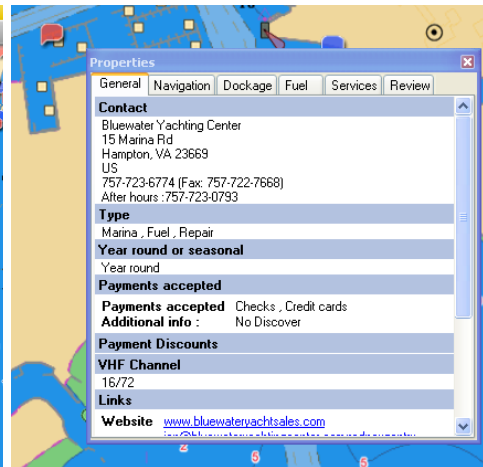 Properties
General Navigation Dockage Fuel Services Review
Contact
Bluewater Yachting Center
15 Marina Rd
Hampton, VA 23669
US
757-723-6774 (Fax: 757-722-7668)
After hours :757-723-0793
Type
Marina , Fuel , Repair
Year round or seasonal
Year round
Payments accepted
Payments accepted Checks , Credit cards
Additional info : No Discover
Payment Discounts
VHF Channel
16/72
Links
Website www.bluewateryachtsales.com
2
5
5